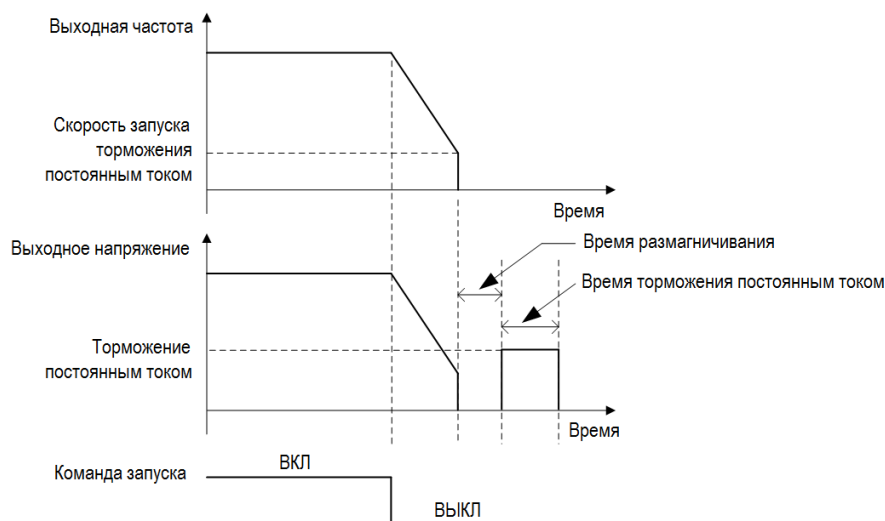 Выходная частота
Скорость запуска
торможения
постоянным током
Время
Выходное напряжение
Время размагничивания
Время торможения постоянным током
Торможение
постоянным током
Время
Команда запуска
ВКЛ
ВЫКЛ